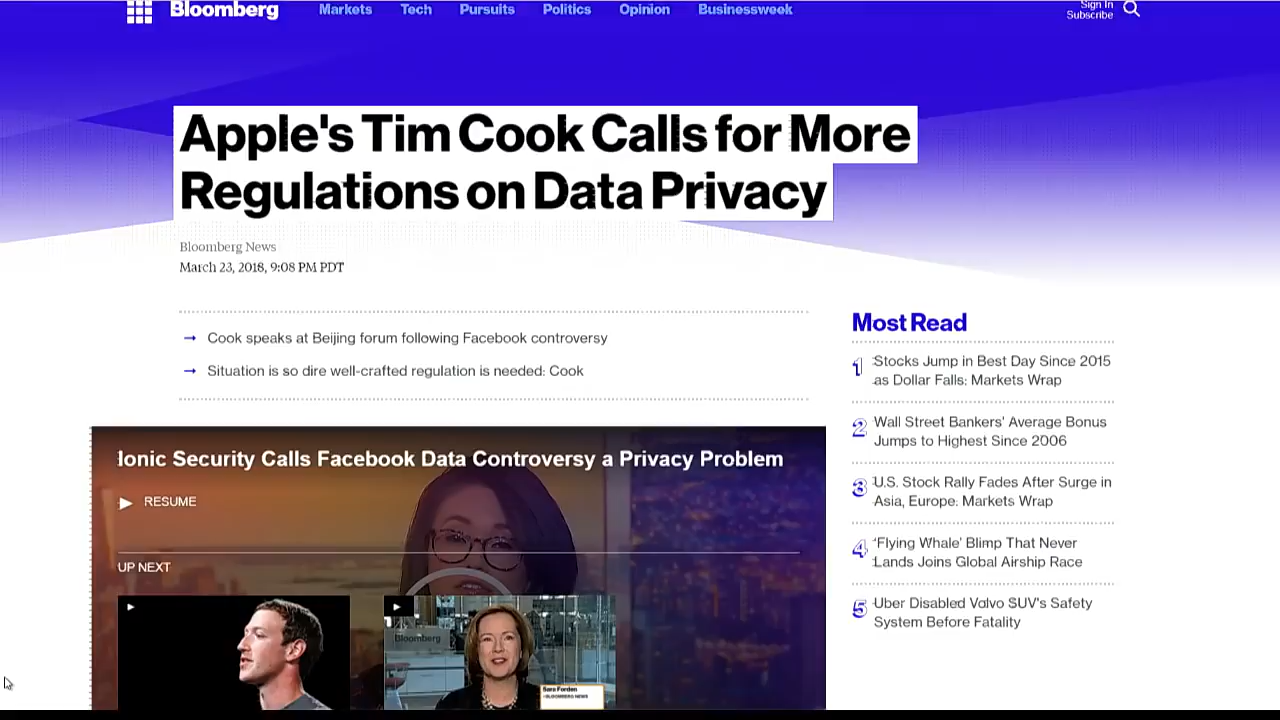 Bloomberg
Markets Tech Pursuits Politics Opinion Businessweek
Sign In
Subscribe
Apple's Tim Cook Calls for More
Regulations on Data Privacy
Bloomberg News
March 23, 2018, 9:08 PM PDT
→ Cook speaks at Beijing forum following Facebook controversy
→ Situation is so dire well-crafted regulation is needed: Cook
Ionic Security Calls Facebook Data Controversy a Privacy Problem
RESUME
UP NEXT
Bloomberg
Sara Forden
BLOOMBERG NEWS
Most Read
1 Stocks Jump in Best Day Since 2015
as Dollar Falls: Markets Wrap
2 Wall Street Bankers' Average Bonus
Jumps to Highest Since 2006
3 U.S. Stock Rally Fades After Surge in
Asia, Europe: Markets Wrap
4 'Flying Whale' Blimp That Never
Lands Joins Global Airship Race
5 Uber Disabled Volvo SUV's Safety
System Before Fatality